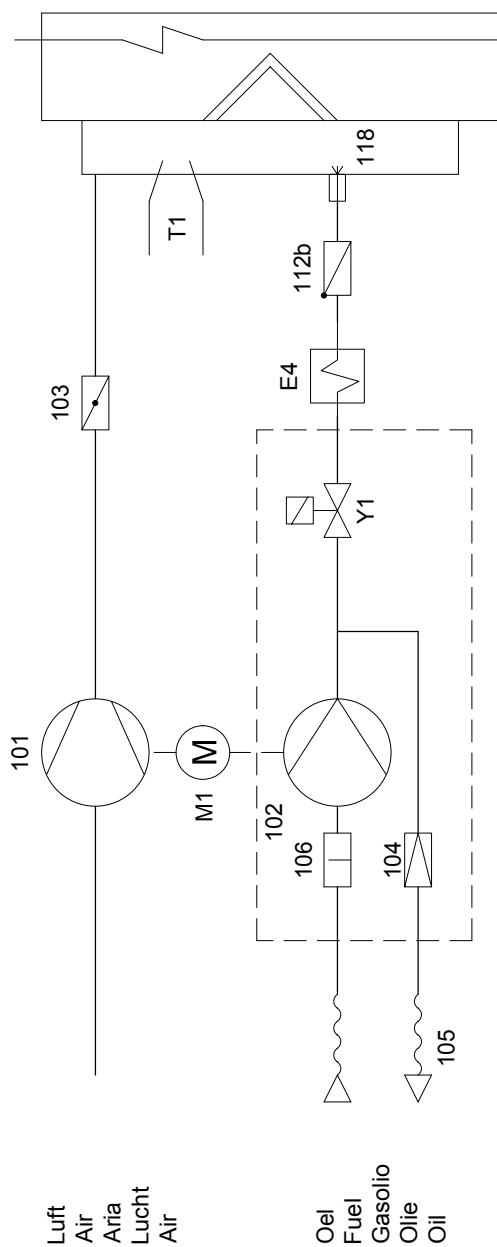 Luft
Air
Aria
Lucht
Air
101
103
T1
M1
M
Oel
Fuel
Gasolio
Olie
Oil
102
106
104
105
Y1
E4
112b
118